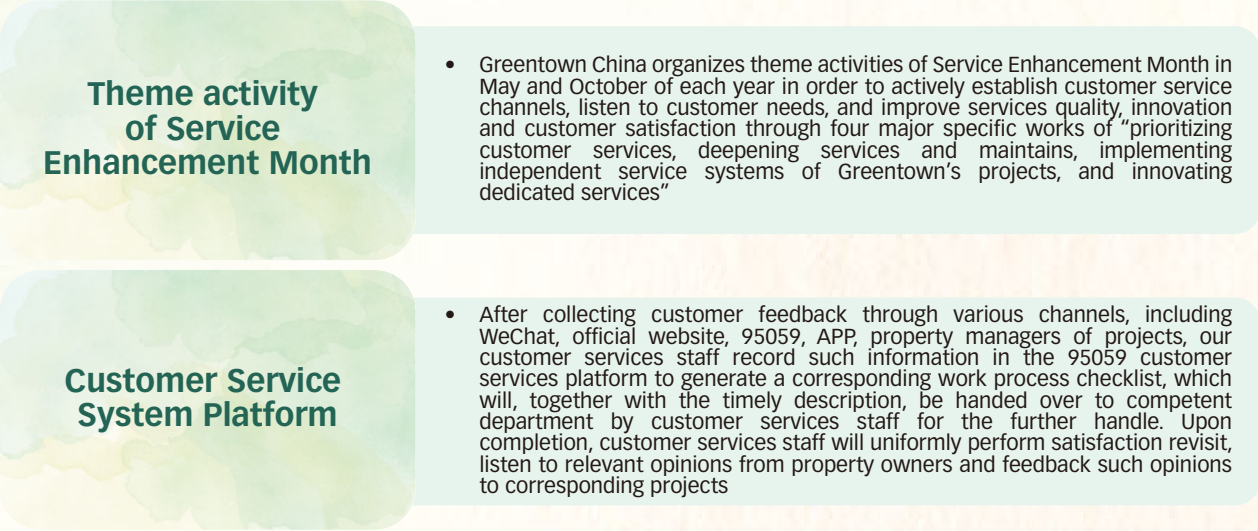 Theme activity
of Service
Enhancement Month
• Greentown China organizes theme activities of Service Enhancement Month in
May and October of each year in order to actively establish customer service
channels, listen to customer needs, and improve services quality, innovation
and customer satisfaction through four major specific works of “prioritizing
customer services, deepening services and maintains, implementing
independent service systems of Greentown’s projects, and innovating
dedicated services”
Customer Service
System Platform
• After collecting customer feedback through various channels, including
WeChat, official website, 95059, APP, property managers of projects, our
customer services staff record such information in the 95059 customer
services platform to generate a corresponding work process checklist, which
will, together with the timely description, be handed over to competent
department by customer services staff for the further handle. Upon
completion, customer services staff will uniformly perform satisfaction revisit,
listen to relevant opinions from property owners and feedback such opinions
to corresponding projects